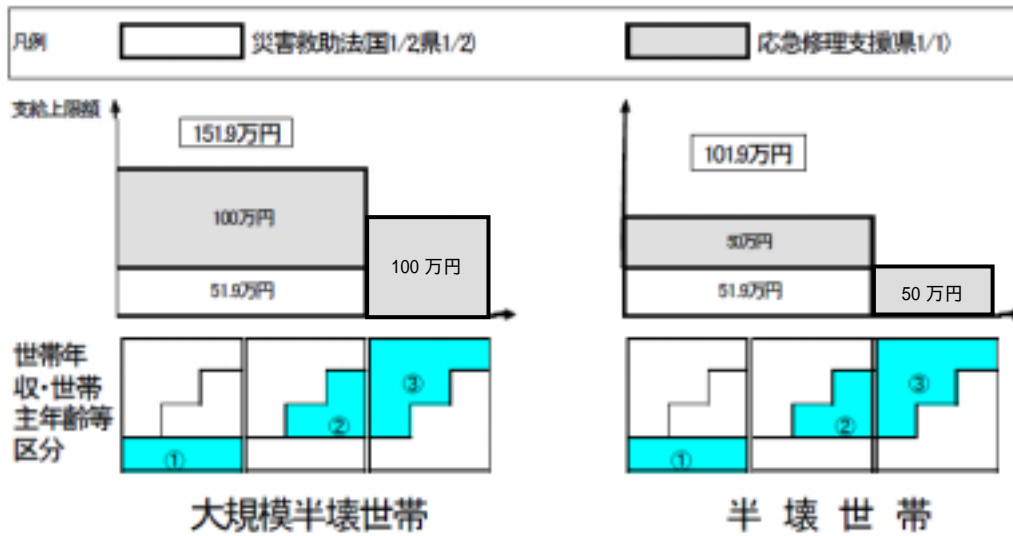 凡例
災害救助法(国1/2県1/2)
応急修理支援(県1/1)
支給上限額
151.9万円
100万円
51.9万円
100 万円
101.9万円
50万円
51.9万円
50 万円
世帯年
収・世帯
主年齢等
区分
①
②
③
①
②
③
大規模半壊世帯
半壊世帯